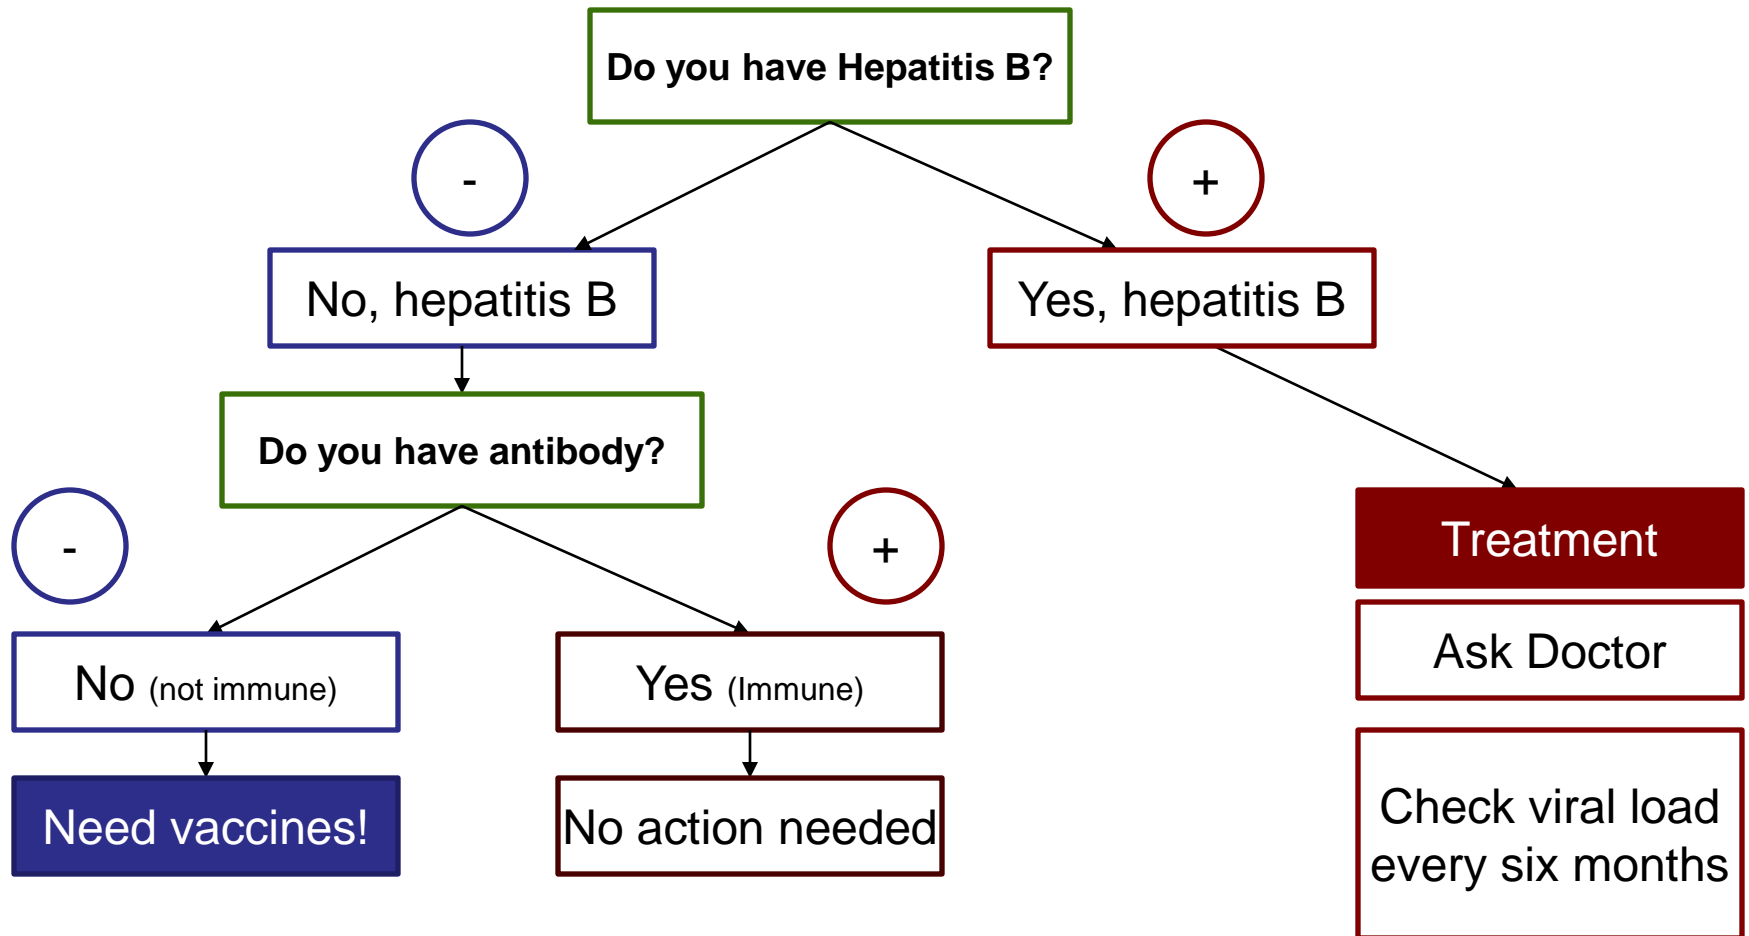 Do you have Hepatitis B?
-
+
No, hepatitis B
Yes, hepatitis B
Do you have antibody?
-
+
Treatment
No (not immune)
Yes (Immune)
Ask Doctor
Need vaccines!
No action needed
Check viral load
every six months